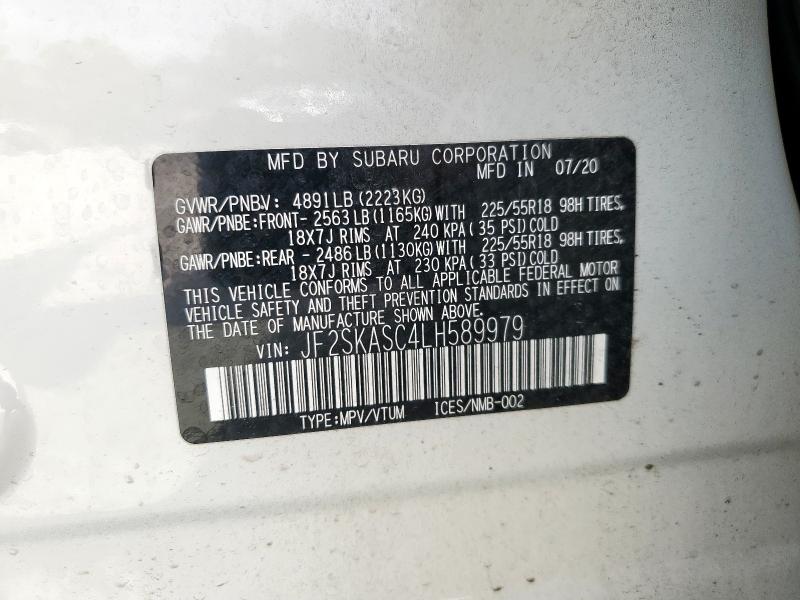 MFD BY SUBARU CORPORATION
MFD IN 07/20
GVWR/PNBV: 4891LB (2223KG)
GAWR/PNBE:FRONT- 2563LB (1165KG) WITH 225/55R18 98H TIRES,
18X7J RIMS AT 240 KPA (35 PSI) COLD
GAWR/PNBE:REAR - 2486LB (1130KG) WITH 225/55R18 98H TIRES,
18X7J RIMS AT 230 KPA (33 PSI) COLD
THIS VEHICLE CONFORMS TO ALL APPLICABLE FEDERAL MOTOR
VEHICLE SAFETY AND THEFT PREVENTION STANDARDS IN EFFECT ON
THE DATE OF MANUFACTURE SHOWN ABOVE.
VIN: JF2SKASC4LH589979
TYPE:MPV/VTUM ICES/NMB-002